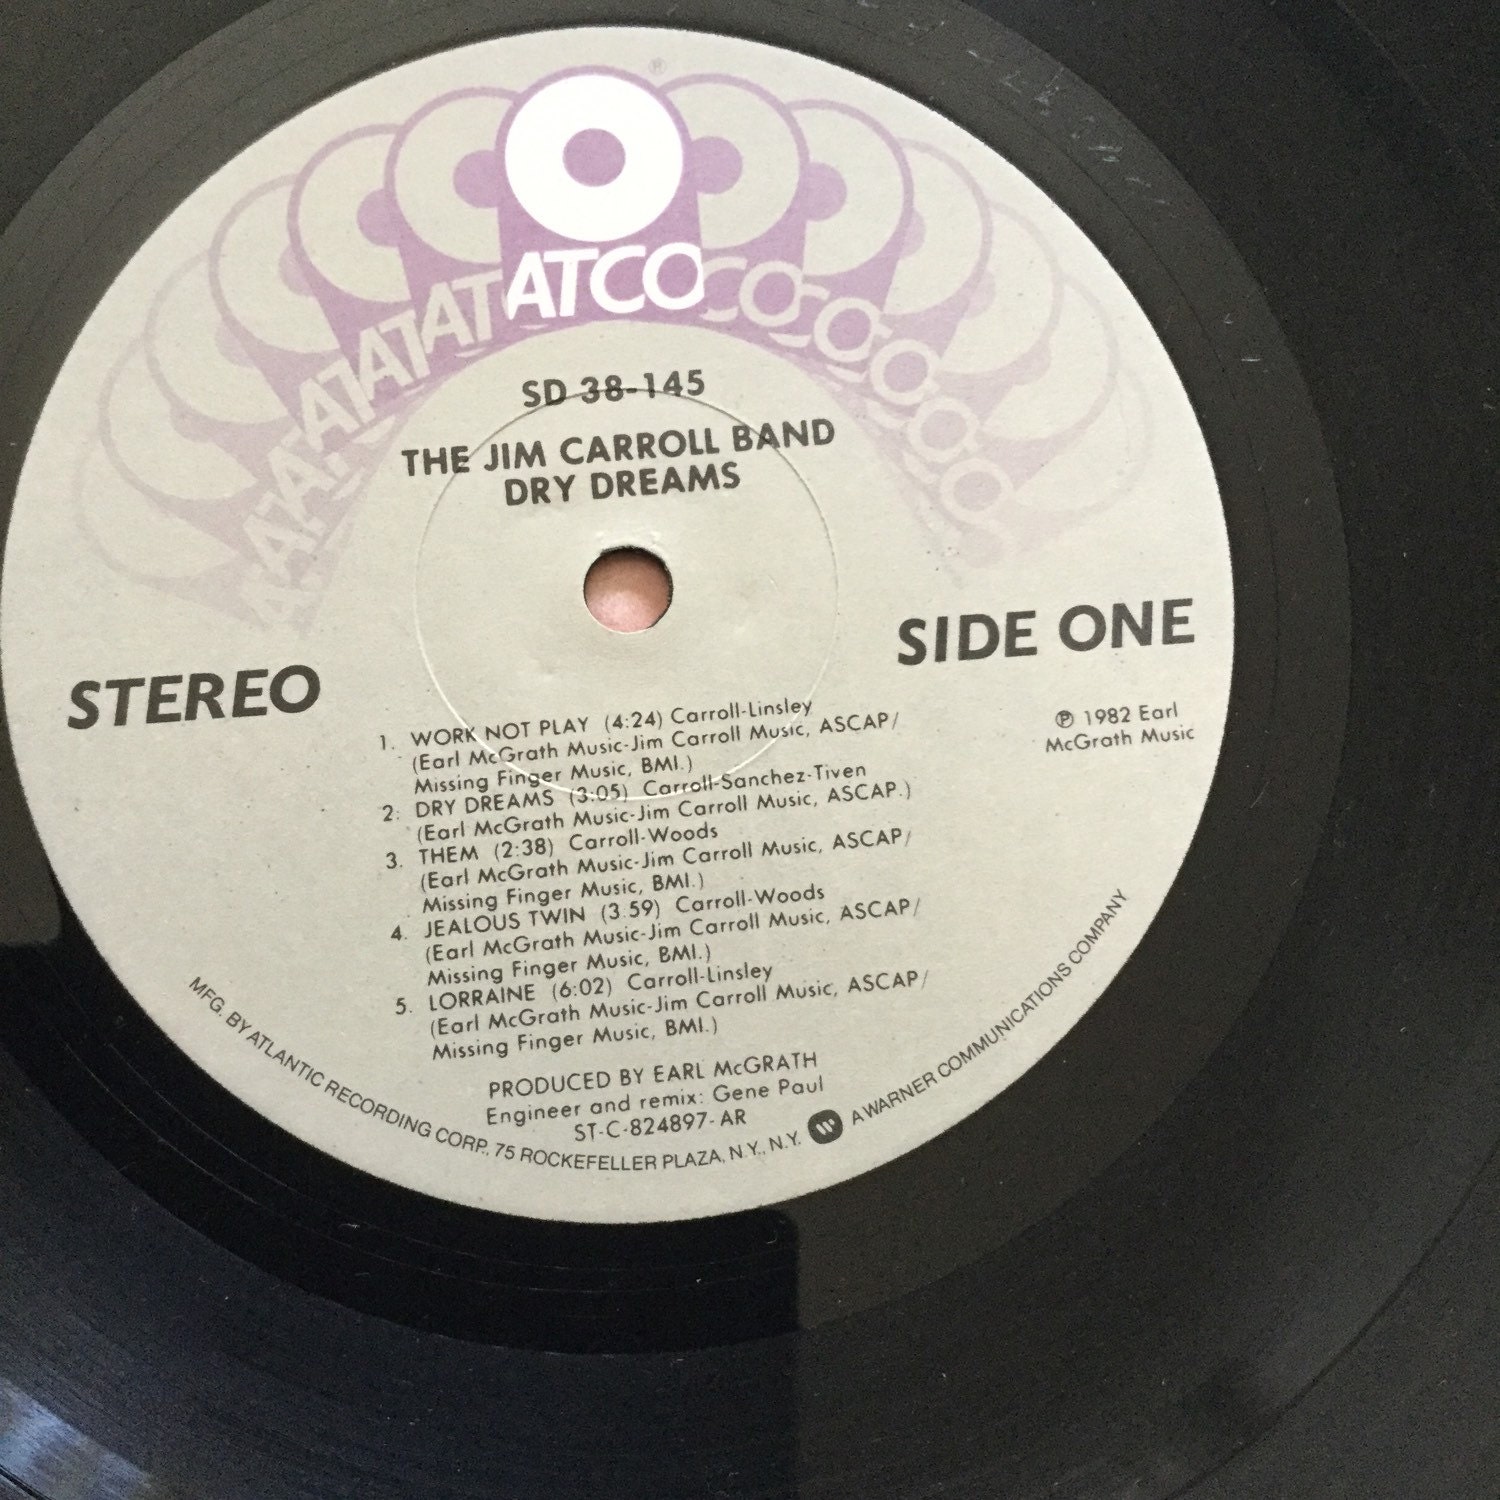 ®
ATCO
SD 38-145
THE JIM CARROLL BAND
DRY DREAMS
STEREO
SIDE ONE
℗ 1982 Earl
McGrath Music
1. WORK NOT PLAY (4:24) Carroll-Linsley
(Earl McGrath Music-Jim Carroll Music, ASCAP/
Missing Finger Music, BMI.)
2. DRY DREAMS (3:05) Carroll-Sanchez-Tiven
(Earl McGrath Music-Jim Carroll Music, ASCAP.)
3. THEM (2:38) Carroll-Woods
(Earl McGrath Music-Jim Carroll Music, ASCAP/
Missing Finger Music, BMI.)
4. JEALOUS TWIN (3:59) Carroll-Woods
(Earl McGrath Music-Jim Carroll Music, ASCAP/
Missing Finger Music, BMI.)
5. LORRAINE (6:02) Carroll-Linsley
(Earl McGrath Music-Jim Carroll Music, ASCAP/
Missing Finger Music, BMI.)
PRODUCED BY EARL McGRATH
Engineer and remix: Gene Paul
ST-C-824897-AR
MFG. BY ATLANTIC RECORDING CORP., 75 ROCKEFELLER PLAZA, N.Y., N.Y. A WARNER COMMUNICATIONS COMPANY